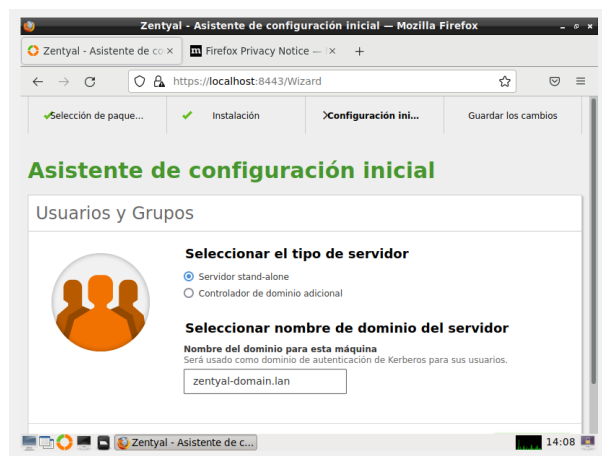 Zentyal - Asistente de configuración inicial — Mozilla Firefox
Zentyal - Asistente de co
Firefox Privacy Notice —
https://localhost:8443/Wizard
Selección de paque...
Instalación
Configuración ini...
Guardar los cambios
Asistente de configuración inicial
Usuarios y Grupos
Seleccionar el tipo de servidor
Servidor stand-alone
Controlador de dominio adicional
Seleccionar nombre de dominio del servidor
Nombre del dominio para esta máquina
Será usado como dominio de autenticación de Kerberos para sus usuarios.
zentyal-domain.lan
Zentyal - Asistente de c...
14:08